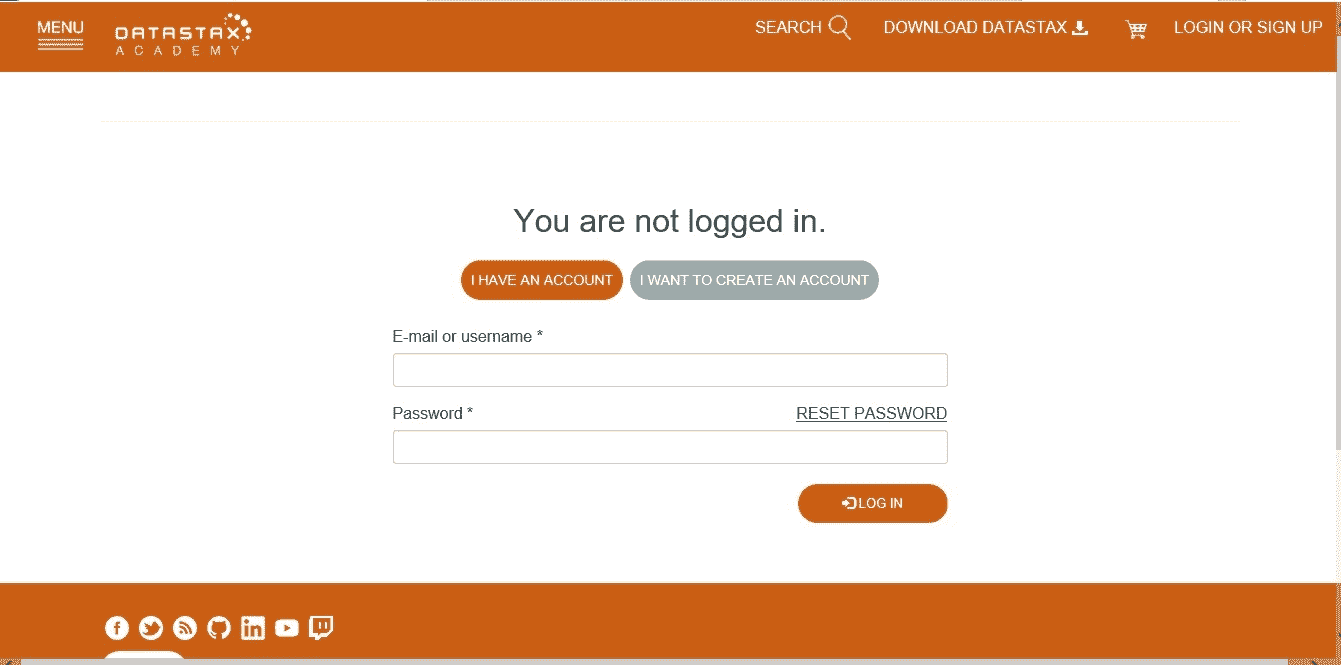 MENU
DATASTAX
ACADEMY
SEARCH
DOWNLOAD DATASTAX
LOGIN OR SIGN UP
You are not logged in.
I HAVE AN ACCOUNT
I WANT TO CREATE AN ACCOUNT
E-mail or username *
Password *
RESET PASSWORD
LOG IN